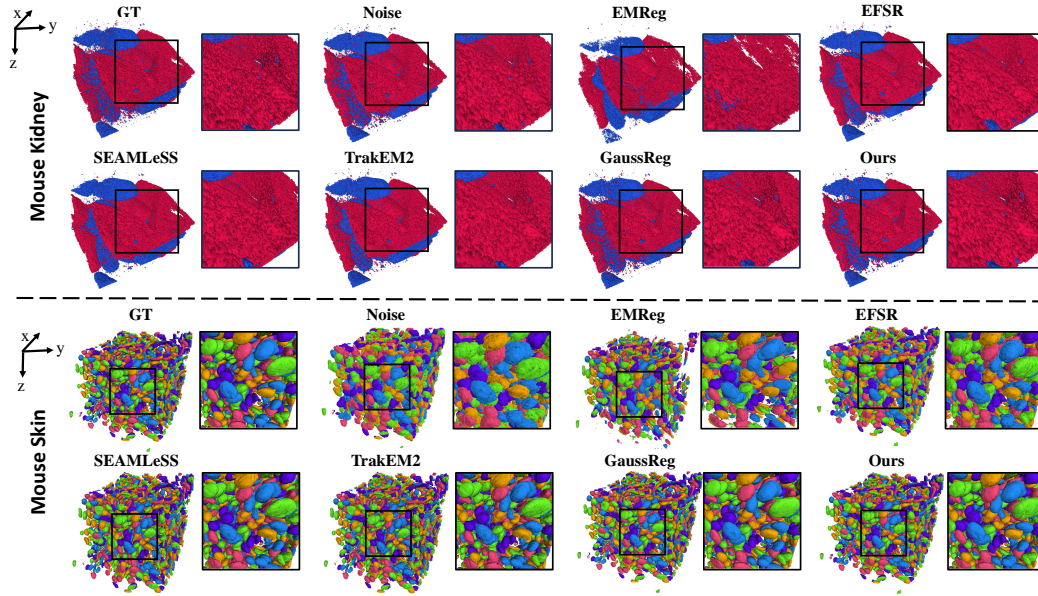 x
y
z
GT
Noise
EMReg
EFSR
Mouse Kidney
SEAMLeSS
TrakEM2
GaussReg
Ours
x
y
z
GT
Noise
EMReg
EFSR
Mouse Skin
SEAMLeSS
TrakEM2
GaussReg
Ours